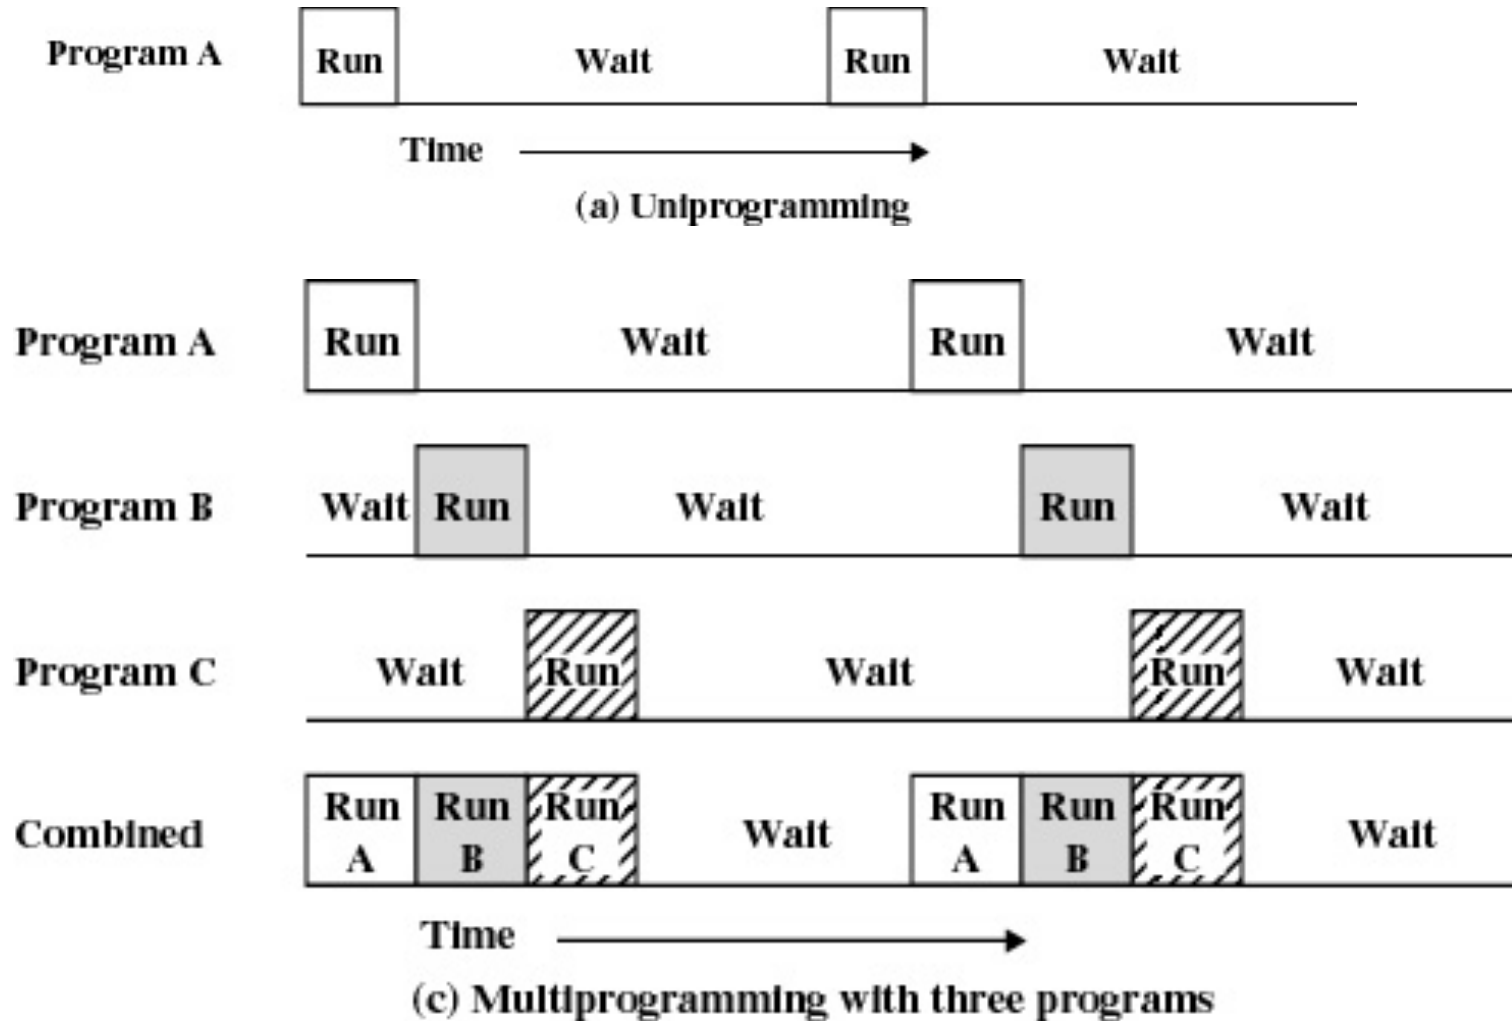 Program A Run Wait Run Wait
Time
(a) Uniprogramming
Program A Run Wait Run Wait
Program B Wait Run Wait Run Wait
Program C Wait Run Wait Run Wait
Combined Run A Run B Run C Wait Run A Run B Run C Wait
Time
(c) Multiprogramming with three programs